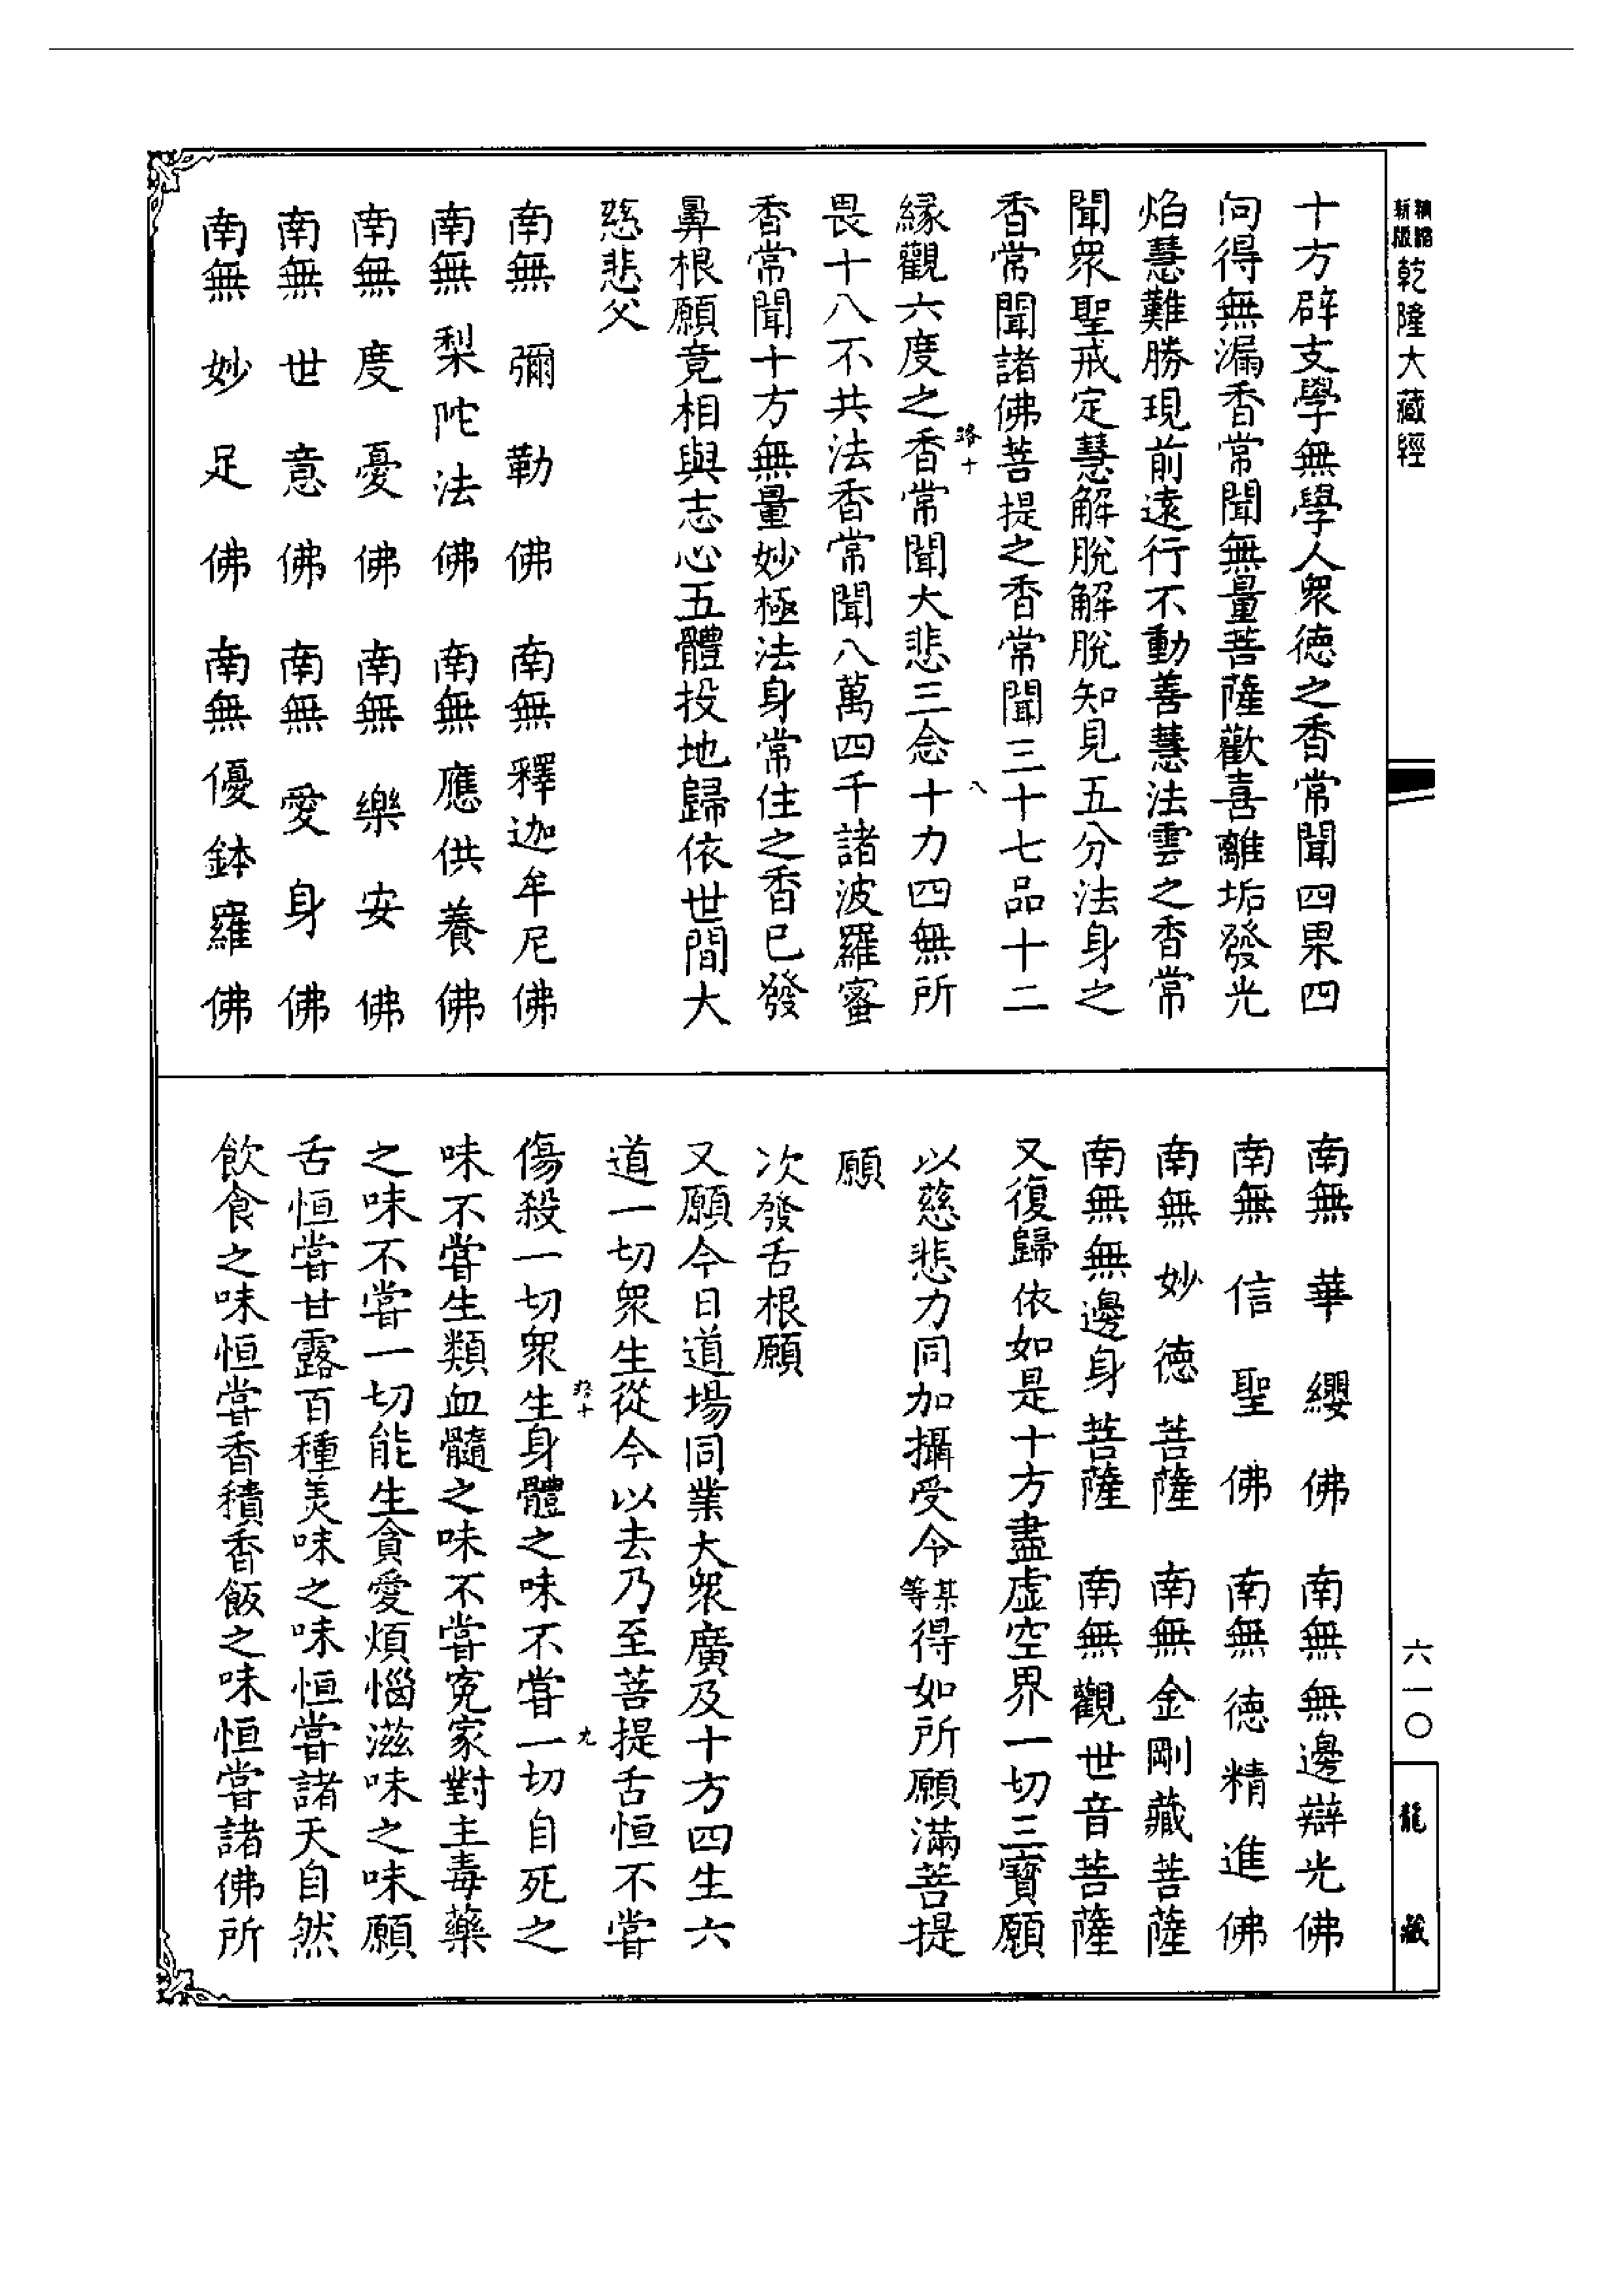 十方辟支學無學人衆徳之香常聞四果四
向得無漏香常聞無量菩薩歡喜離垢發光
焰慧難勝現前遠行不動善慧法雲之香常
聞衆聖戒定慧解脫解脫知見五分法身之
香常聞諸佛菩提之香常聞三十七品十二
路十 八
緣觀六度之香常聞大悲三念十力四無所
畏十八不共法香常聞八萬四千諸波羅蜜
香常聞十方無量妙極法身常住之香已發
鼻根願竟相與志心五體投地歸依世間大
慈悲父
南無彌勒佛 南無釋迦牟尼佛
南無梨陀法佛 南無應供養佛
南無度憂佛 南無樂安佛
南無世意佛 南無愛身佛
南無妙足佛 南無優鉢羅佛
南無華纓佛 南無無邊辯光佛
南無信聖佛 南無徳精進佛
南無妙徳菩薩 南無金剛藏菩薩
南無無邊身菩薩 南無觀世音菩薩
又復歸依如是十方盡虛空界一切三寶願
以慈悲力同加攝受令某等得如所願滿菩提
願
次發舌根願
又願今日道場同業大衆廣及十方四生六
道一切衆生從今以去乃至菩提舌恒不嘗
路十 九
傷殺一切衆生身體之味不嘗一切自死之
味不嘗生類血髓之味不嘗寃家對主毒藥
之味不嘗一切能生貪愛煩惱滋味之味願
舌恒嘗甘露百種美味之味恒嘗諸天自然
飲食之味恒嘗香積香飯之味恒嘗諸佛所
新版精縮乾隆大藏經
六一〇
龍藏